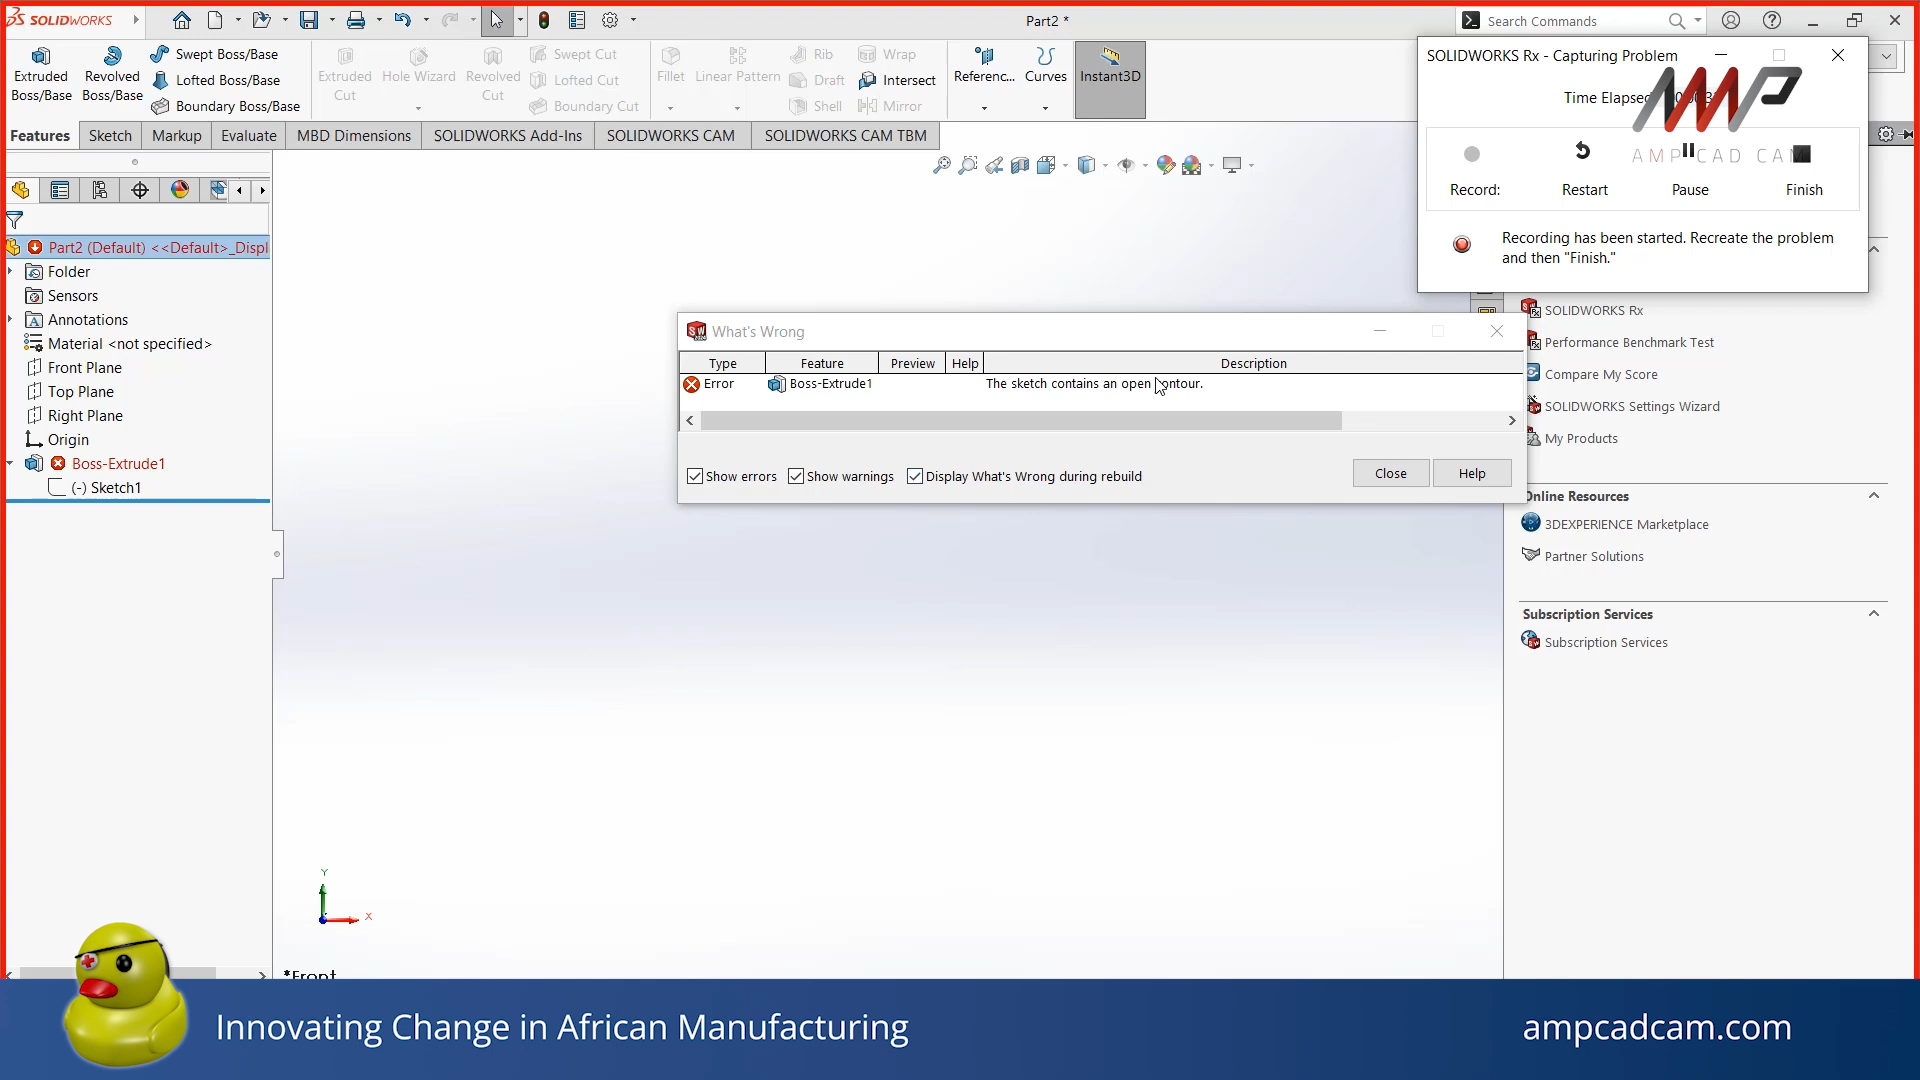 SOLIDWORKS
Part2 *
Search Commands
Extruded Boss/Base
Revolved Boss/Base
Swept Boss/Base
Lofted Boss/Base
Boundary Boss/Base
Extruded Cut
Hole Wizard
Revolved Cut
Swept Cut
Lofted Cut
Boundary Cut
Fillet
Linear Pattern
Rib
Draft
Shell
Wrap
Intersect
Mirror
Referenc...
Curves
Instant3D
Features
Sketch
Markup
Evaluate
MBD Dimensions
SOLIDWORKS Add-Ins
SOLIDWORKS CAM
SOLIDWORKS CAM TBM
Part2 (Default) <<Default>_Displ
Folder
Sensors
Annotations
Material <not specified>
Front Plane
Top Plane
Right Plane
Origin
Boss-Extrude1
(-) Sketch1
SOLIDWORKS Rx - Capturing Problem
Time Elapsed
AMP
AMP CAD CA
Record:
Restart
Pause
Finish
Recording has been started. Recreate the problem
and then "Finish."
What's Wrong
Type Feature Preview Help Description
Error Boss-Extrude1 The sketch contains an open contour.
Show errors Show warnings Display What's Wrong during rebuild
Close
Help
SOLIDWORKS Rx
Performance Benchmark Test
Compare My Score
SOLIDWORKS Settings Wizard
My Products
Online Resources
3DEXPERIENCE Marketplace
Partner Solutions
Subscription Services
Subscription Services
Y
X
*Front
Innovating Change in African Manufacturing
ampcadcam.com